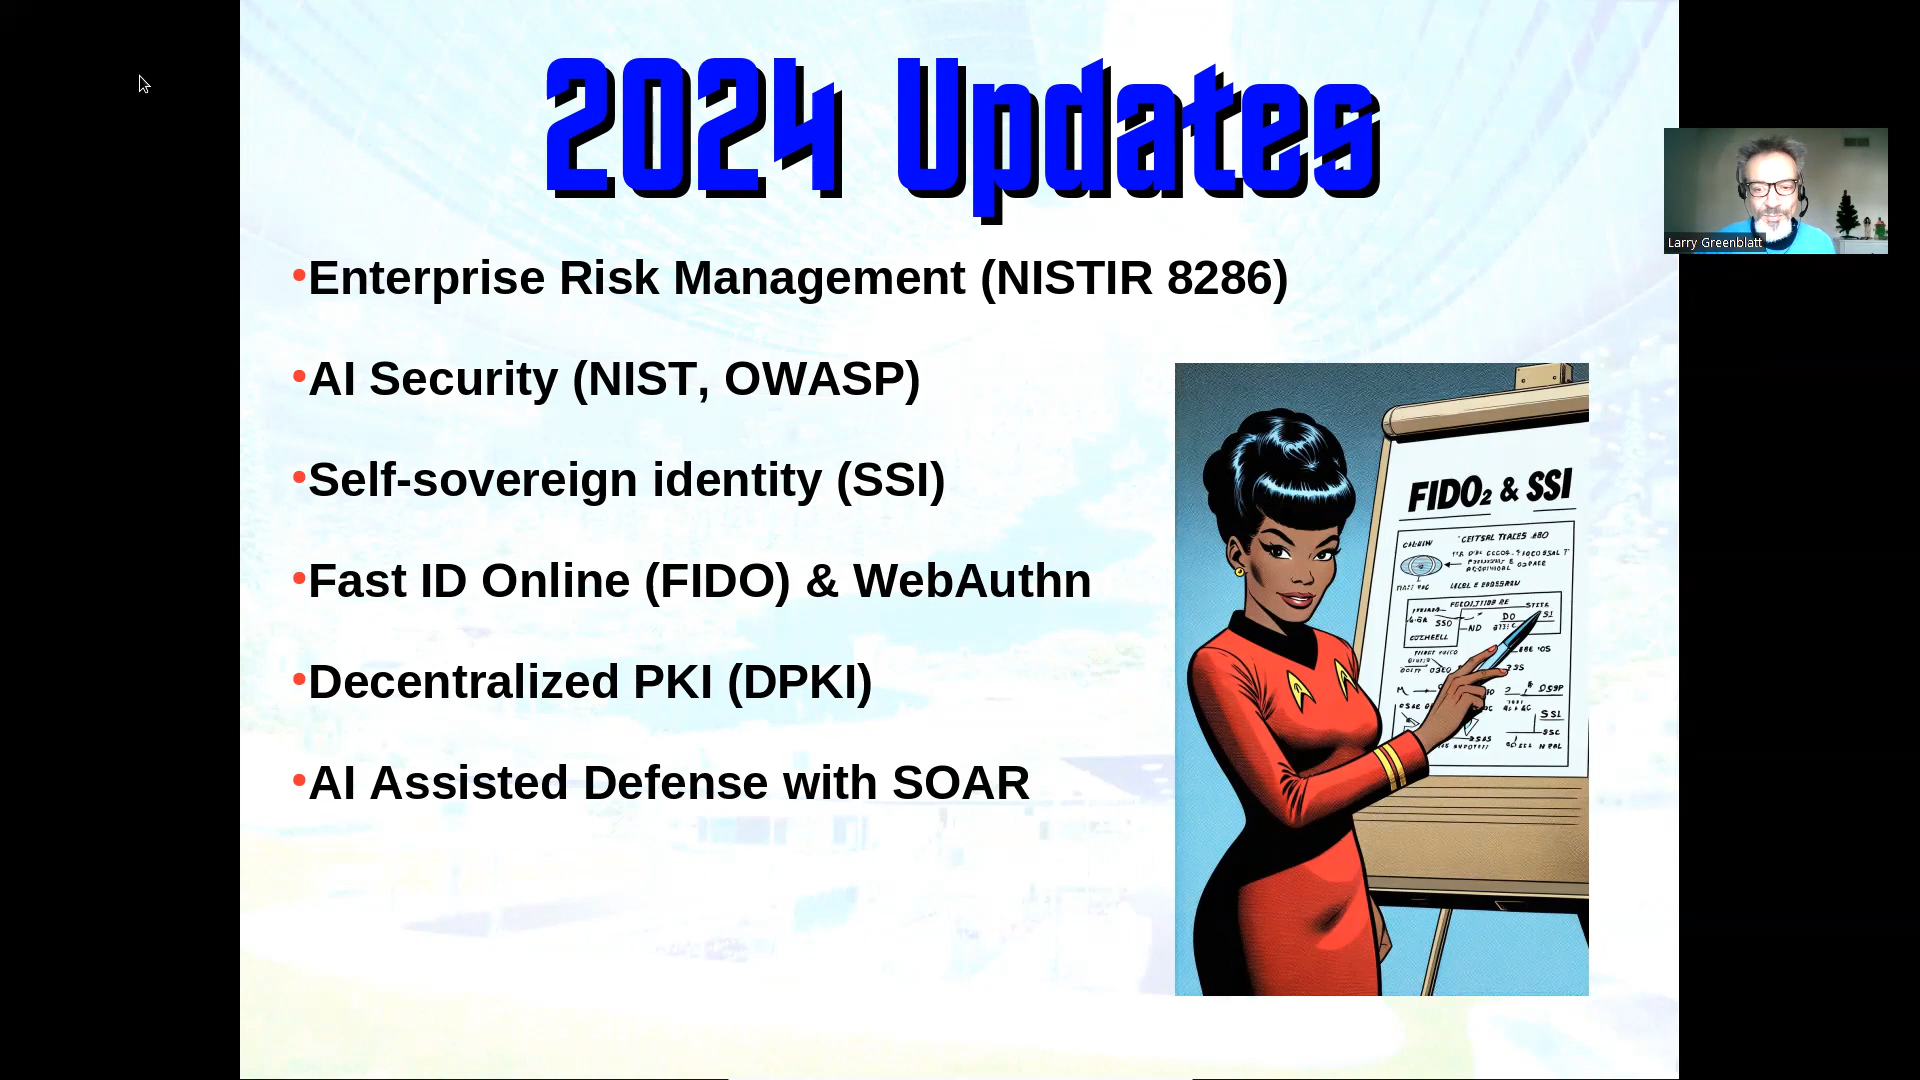 2024 Updates
•Enterprise Risk Management (NISTIR 8286)
•AI Security (NIST, OWASP)
•Self-sovereign identity (SSI)
•Fast ID Online (FIDO) & WebAuthn
•Decentralized PKI (DPKI)
•AI Assisted Defense with SOAR
FIDO₂ & SSI
Larry Greenblatt